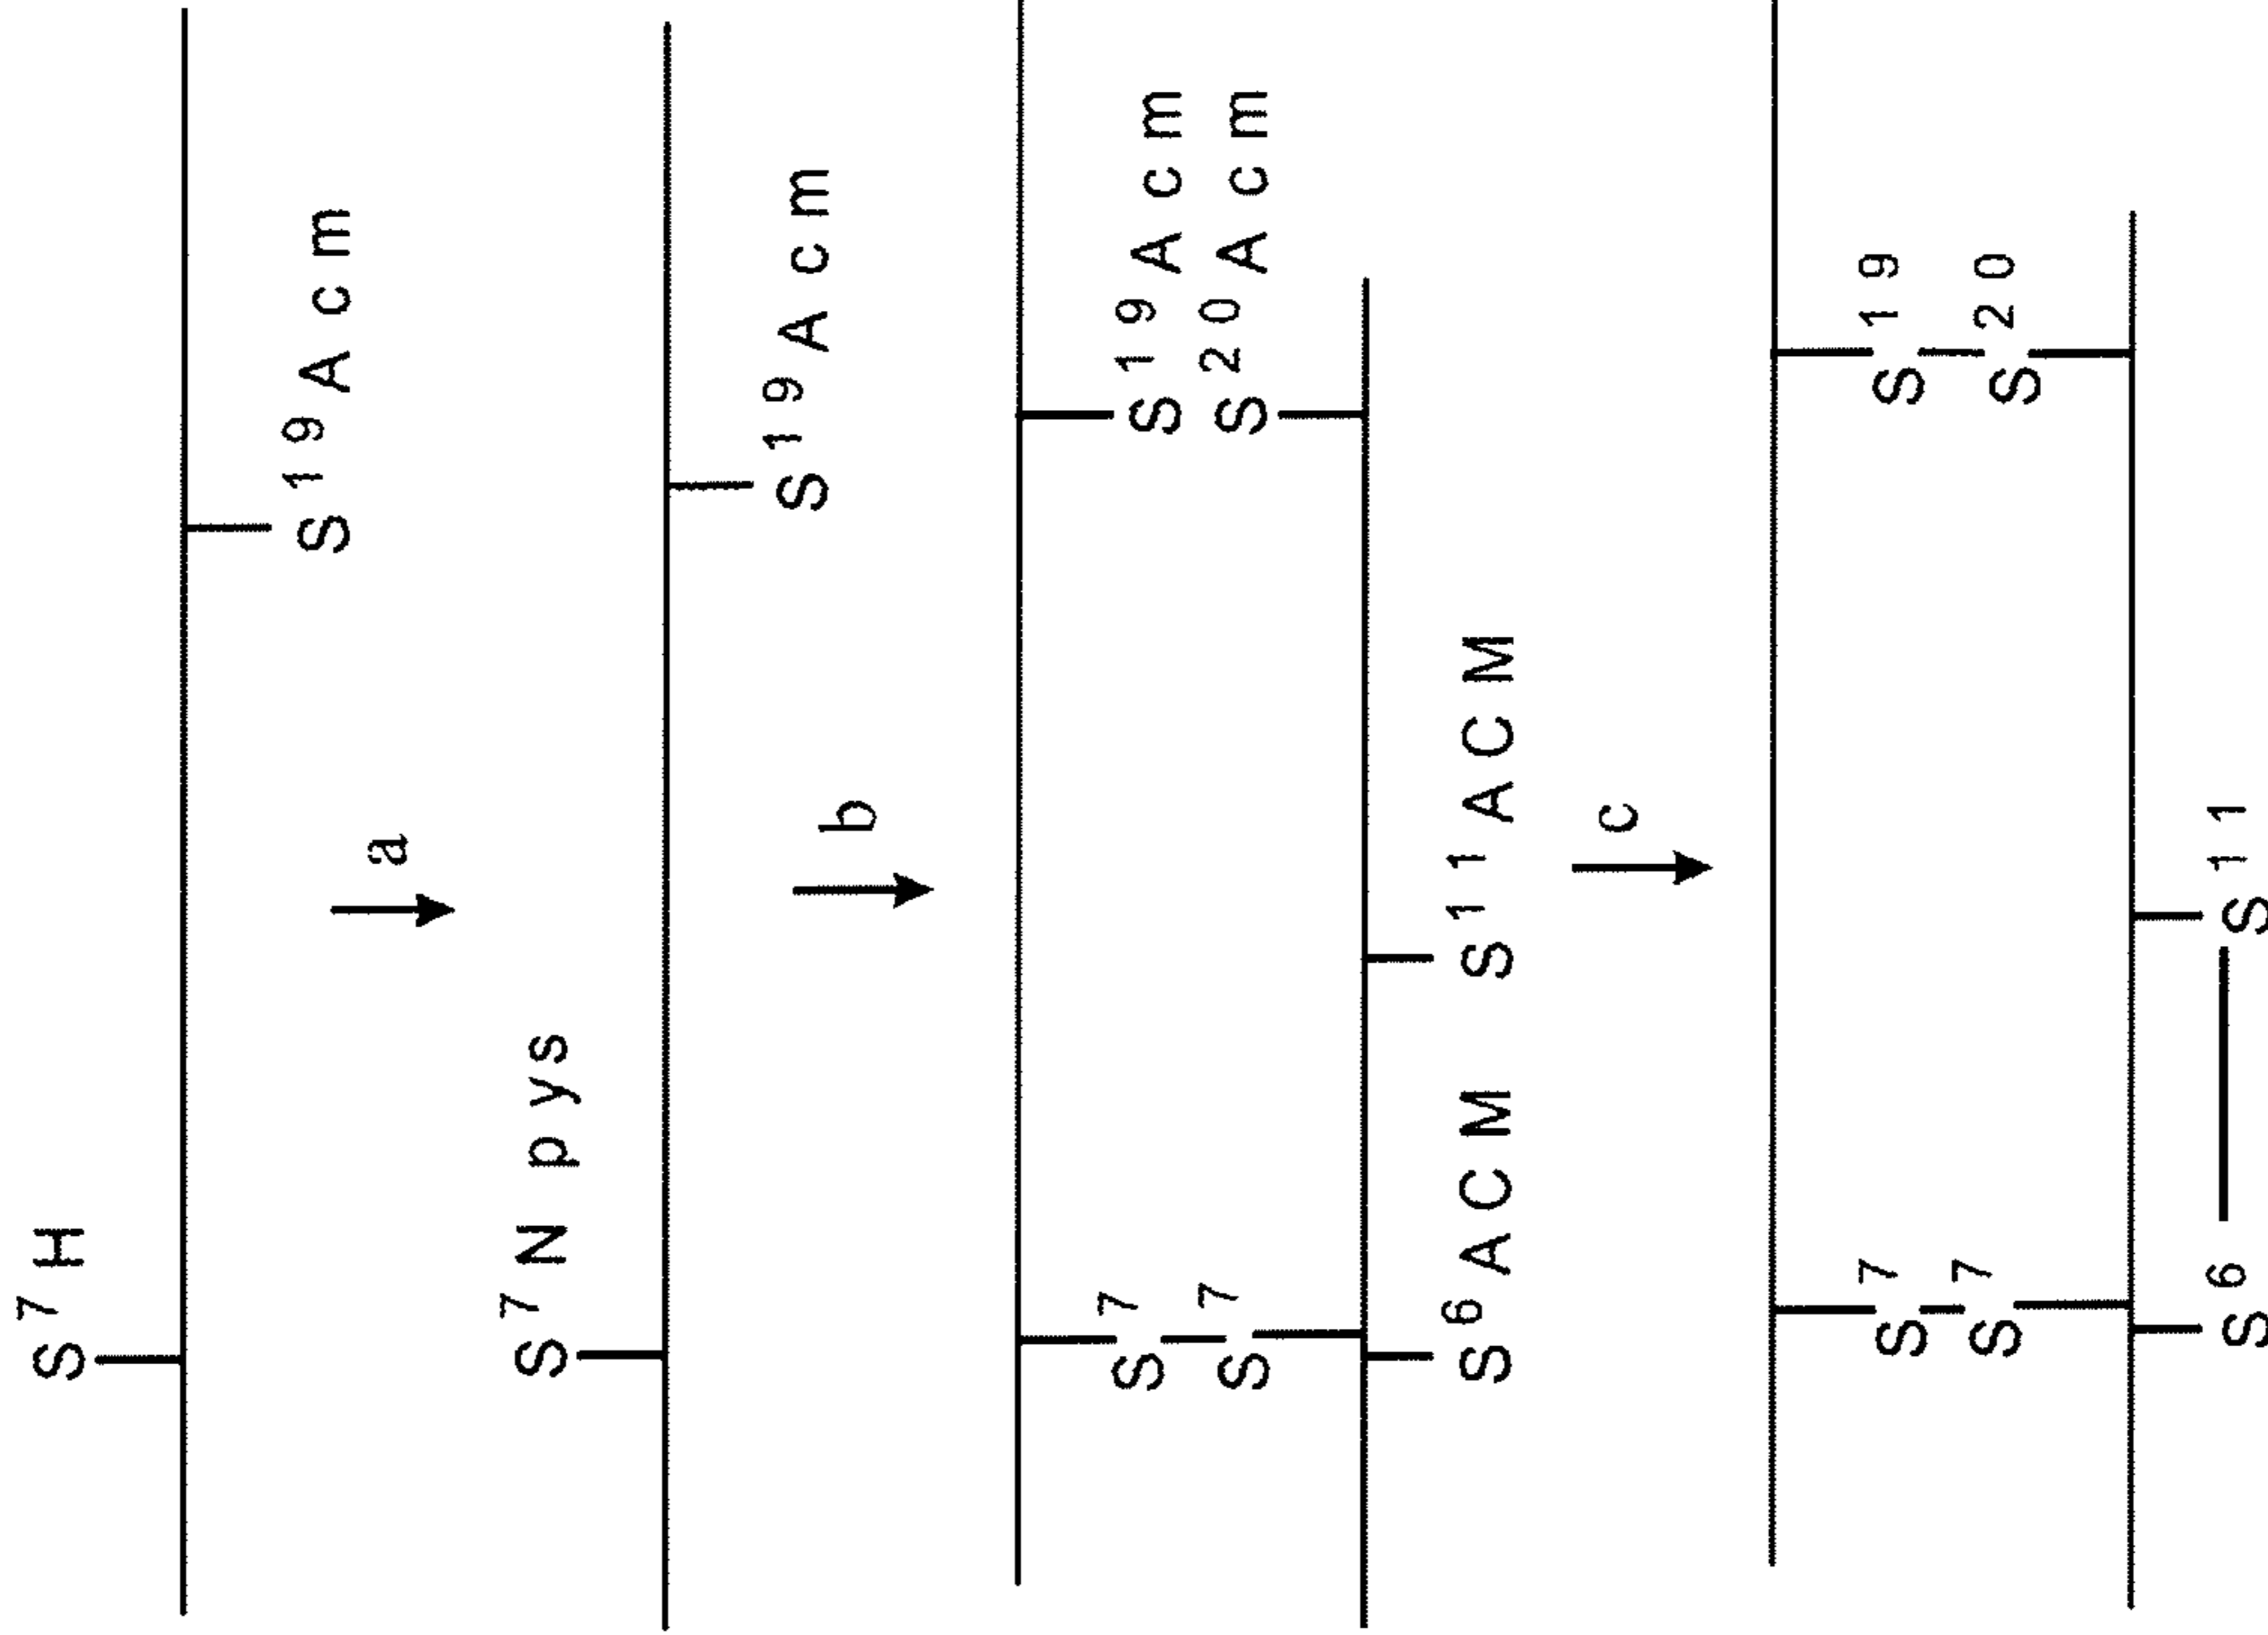 S⁷H
S¹⁹Acm
a
S⁷Npys
S¹⁹Acm
b
S⁷ S¹⁹Acm
S⁷ S²⁰Acm
S⁶ACM S¹¹ACM
c
S⁷ S¹⁹
S⁷ S²⁰
S⁶ S¹¹